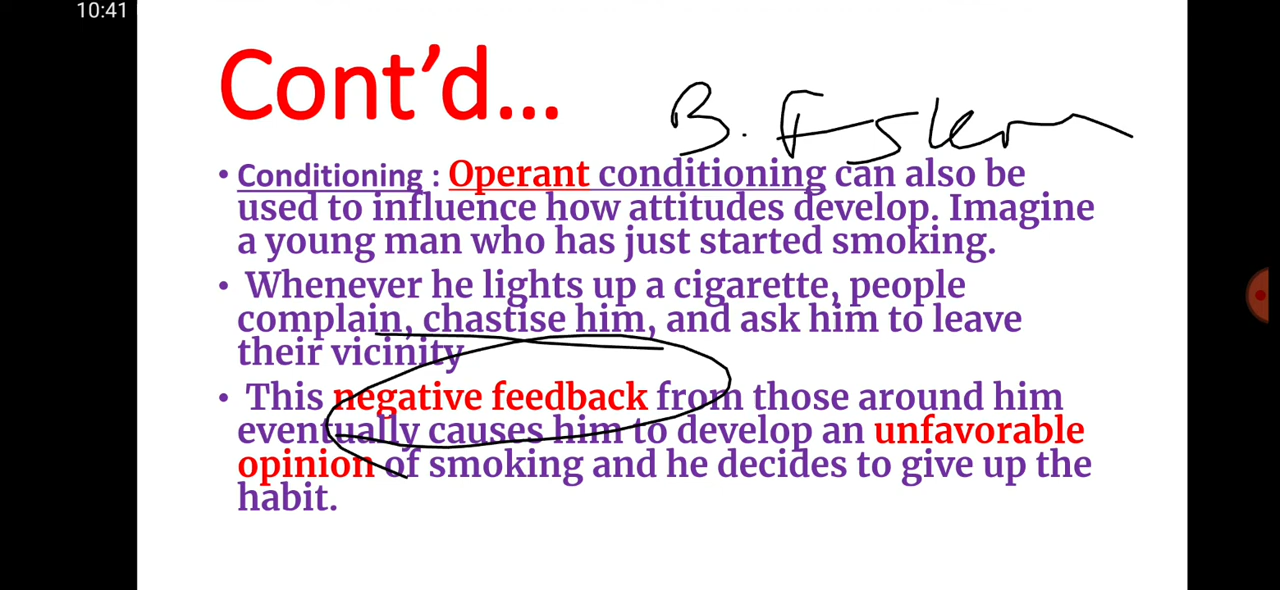 10:41
Cont'd...
B. F Skenn
• Conditioning : Operant conditioning can also be
used to influence how attitudes develop. Imagine
a young man who has just started smoking.
• Whenever he lights up a cigarette, people
complain, chastise him, and ask him to leave
their vicinity
• This negative feedback from those around him
eventually causes him to develop an unfavorable
opinion of smoking and he decides to give up the
habit.